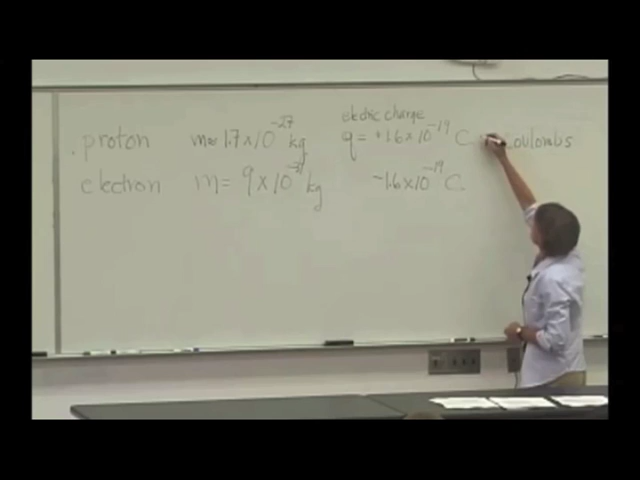 electric charge
proton m≈ 1.7×10⁻²⁷ kg q = +1.6×10⁻¹⁹ C Coulombs
electron m = 9×10⁻³¹ kg -1.6×10⁻¹⁹ C.